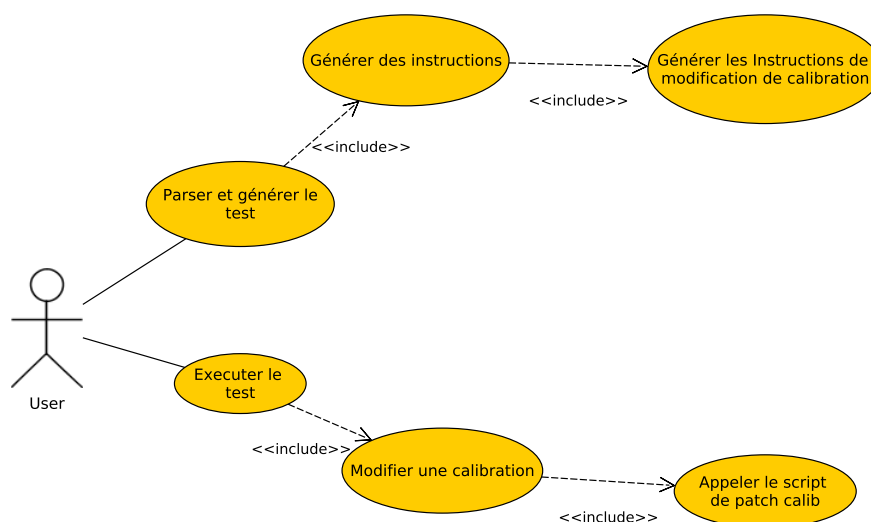 Générer des instructions
Générer les Instructions de
modification de calibration
<<include>>
<<include>>
Parser et générer le
test
Executer le
test
User
<<include>>
Modifier une calibration
Appeler le script
de patch calib
<<include>>